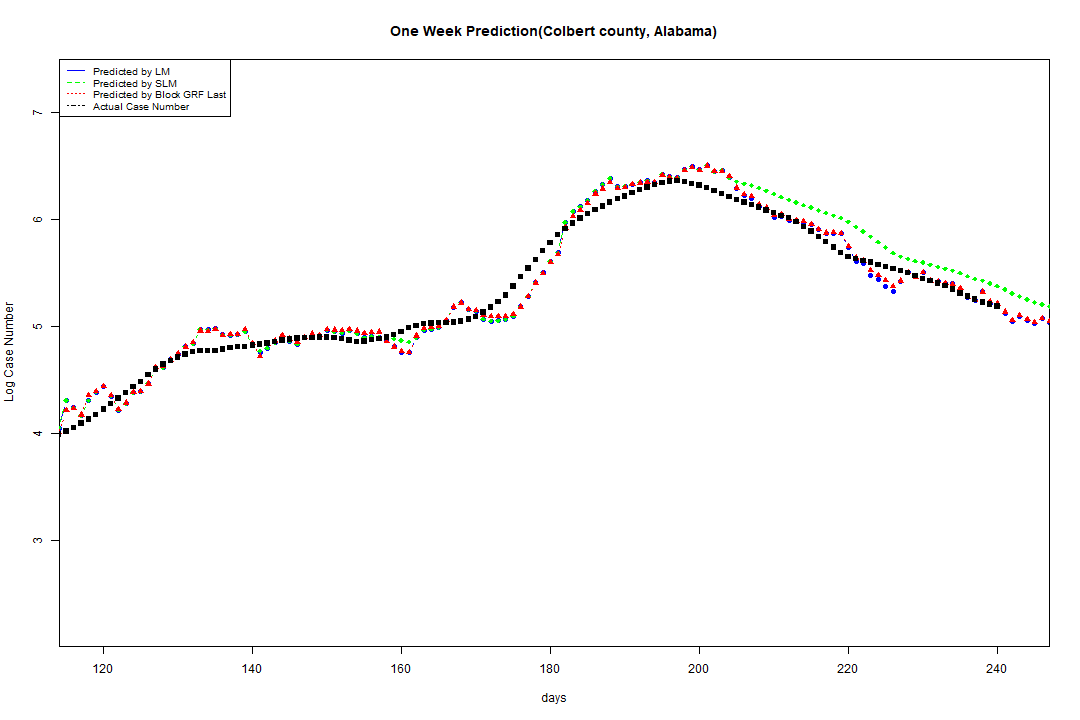 One Week Prediction(Colbert county, Alabama)
Predicted by LM
Predicted by SLM
Predicted by Block GRF Last
Actual Case Number
7
6
5
4
3
Log Case Number
120 140 160 180 200 220 240
days